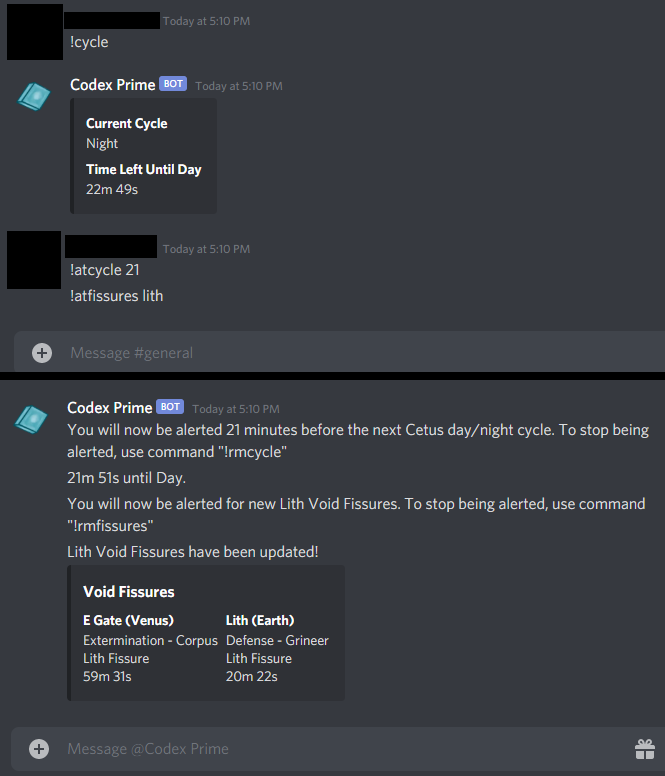 Today at 5:10 PM
!cycle
Codex Prime BOT Today at 5:10 PM
Current Cycle
Night
Time Left Until Day
22m 49s
Today at 5:10 PM
!atcycle 21
!atfissures lith
Message #general
Codex Prime BOT Today at 5:10 PM
You will now be alerted 21 minutes before the next Cetus day/night cycle. To stop being
alerted, use command "!rmcycle"
21m 51s until Day.
You will now be alerted for new Lith Void Fissures. To stop being alerted, use command
"!rmfissures"
Lith Void Fissures have been updated!
Void Fissures
E Gate (Venus) Lith (Earth)
Extermination - Corpus Defense - Grineer
Lith Fissure Lith Fissure
59m 31s 20m 22s
Message @Codex Prime